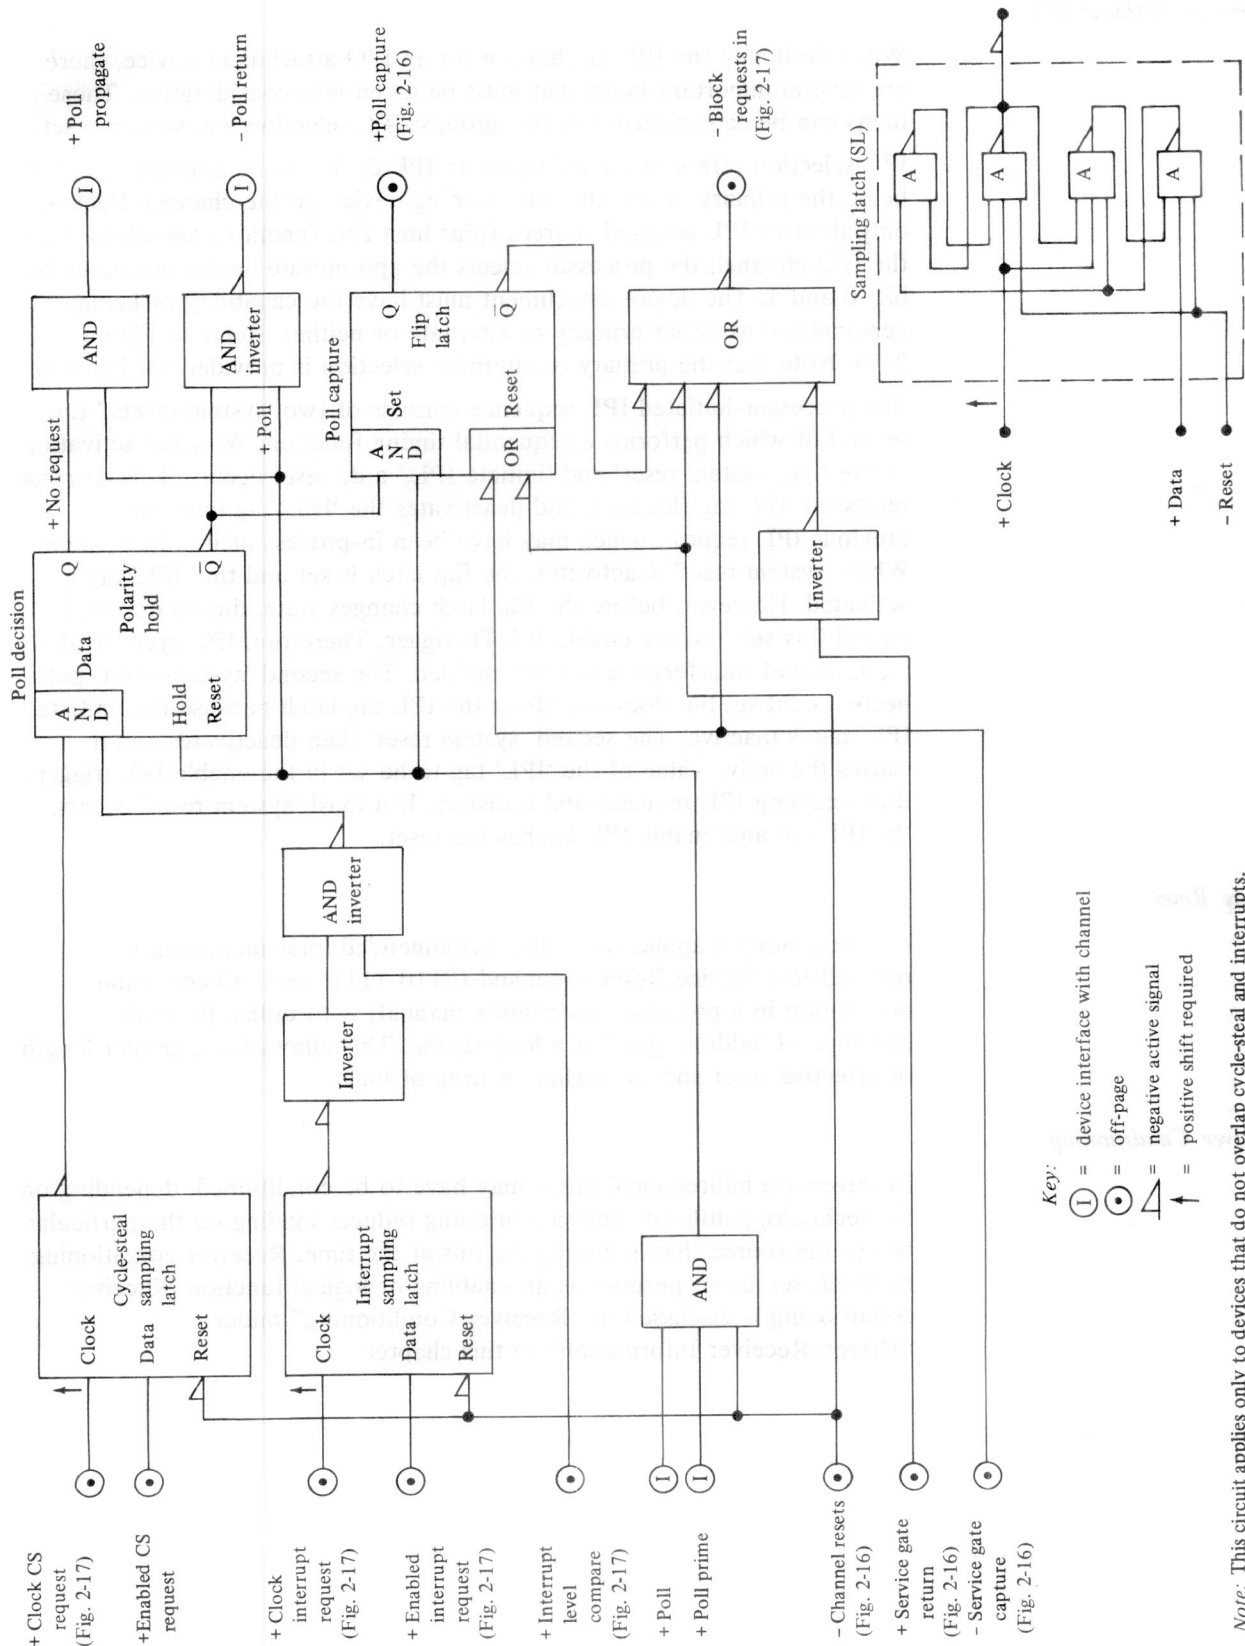 + Clock CS
request
(Fig. 2-17)
+Enabled CS
request
+ Clock
interrupt
request
(Fig. 2-17)
+ Enabled
interrupt
request
(Fig. 2-17)
+ Interrupt
level
compare
(Fig. 2-17)
+ Poll
+ Poll prime
– Channel resets
(Fig. 2-16)
+ Service gate
return
(Fig. 2-16)
– Service gate
capture
(Fig. 2-16)
I
I
Clock
Cycle-steal
sampling
latch
Data
Reset
Clock
Interrupt
sampling
latch
Data
Reset
AND
Inverter
AND
inverter
Poll decision
A
N
D
Data
Q
Polarity
hold
Hold
Reset
Q̅
+ No request
+ Poll
AND
AND
inverter
Poll capture
A
N
D
Set
Q
Flip
latch
OR
Reset
Q̅
Inverter
OR
I
I
+ Poll
propagate
– Poll return
+Poll capture
(Fig. 2-16)
– Block
requests in
(Fig. 2-17)
Sampling latch (SL)
A
A
A
A
+ Clock
+ Data
– Reset
Key:
I = device interface with channel
= off-page
= negative active signal
= positive shift required
Note: This circuit applies only to devices that do not overlap cycle-steal and interrupts.